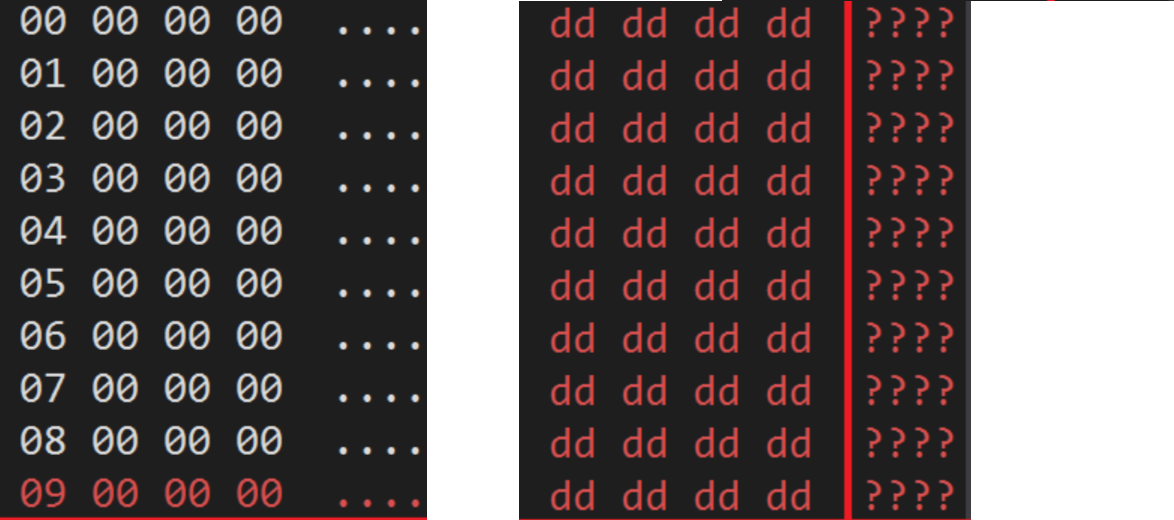 00 00 00 00 ....
01 00 00 00 ....
02 00 00 00 ....
03 00 00 00 ....
04 00 00 00 ....
05 00 00 00 ....
06 00 00 00 ....
07 00 00 00 ....
08 00 00 00 ....
09 00 00 00 ....
dd dd dd dd ????
dd dd dd dd ????
dd dd dd dd ????
dd dd dd dd ????
dd dd dd dd ????
dd dd dd dd ????
dd dd dd dd ????
dd dd dd dd ????
dd dd dd dd ????
dd dd dd dd ????